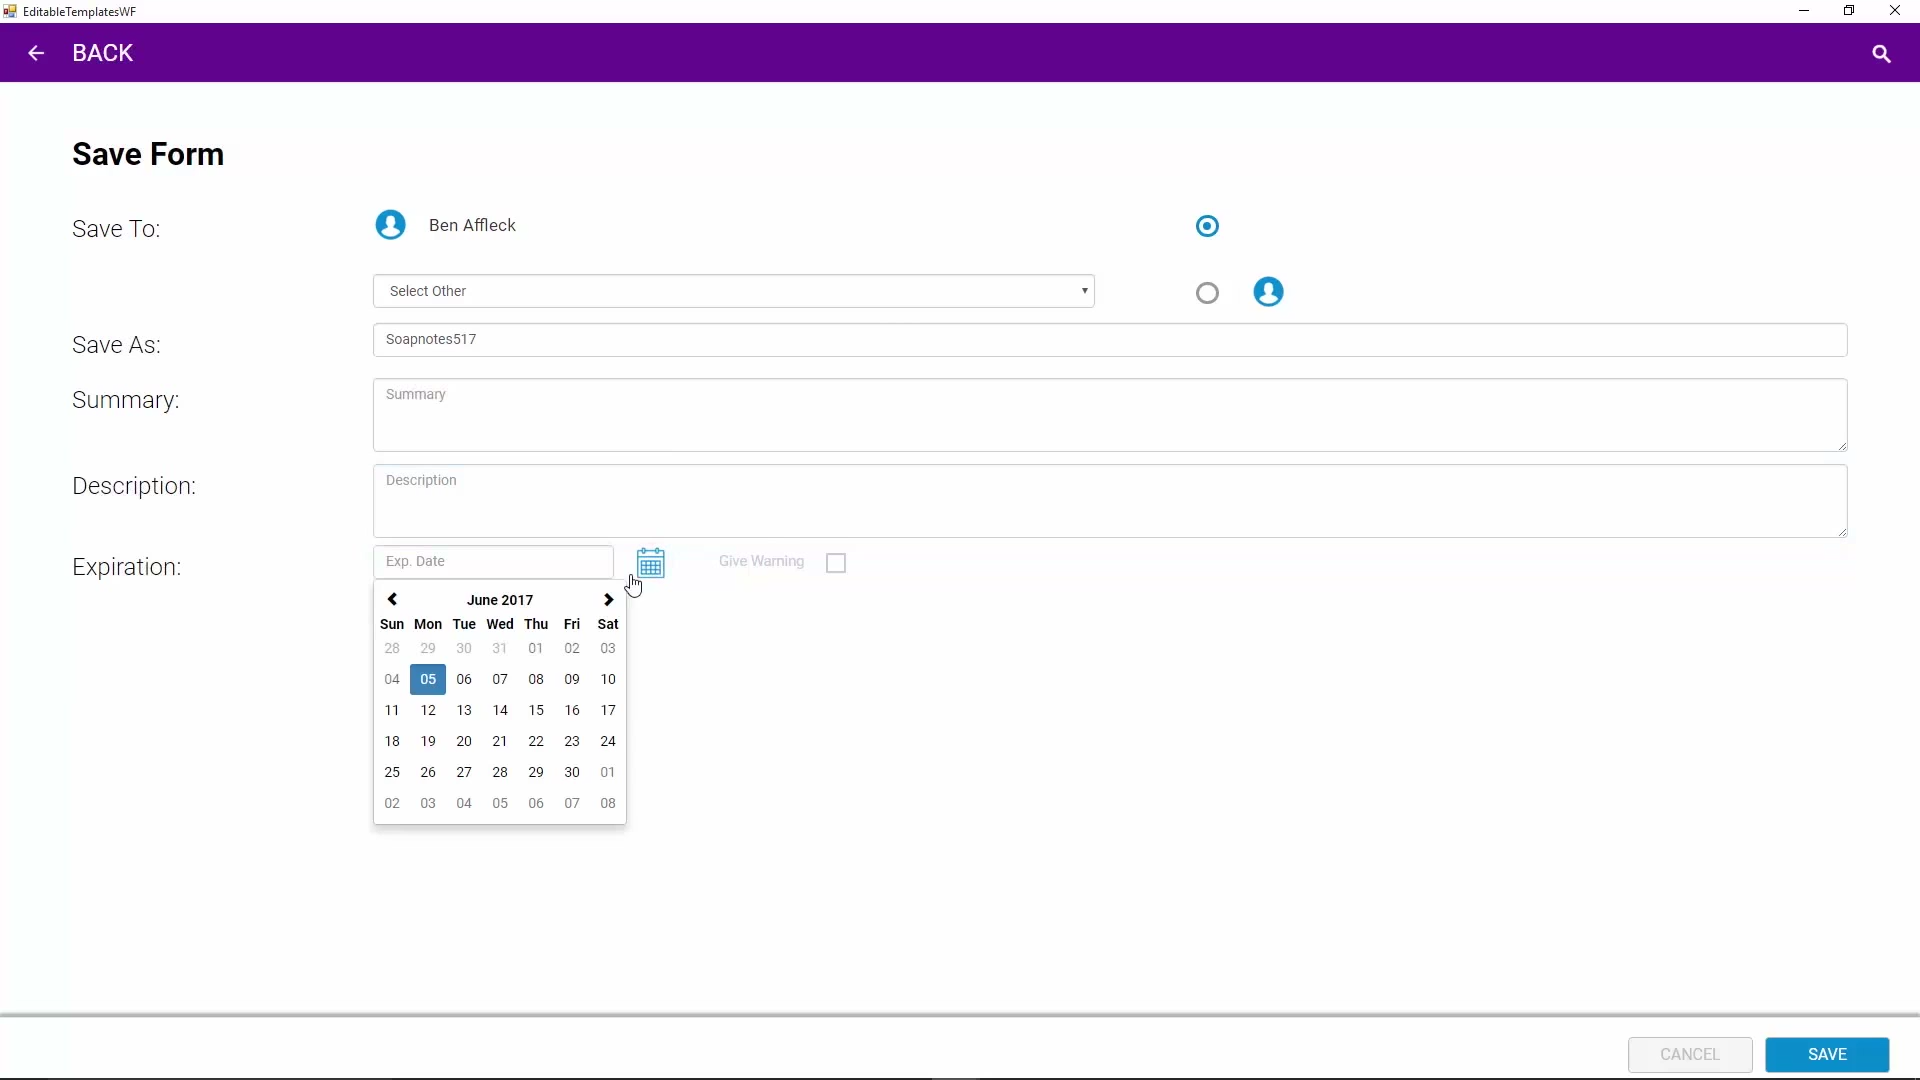 EditableTemplatesWF
BACK
Save Form
Save To:
Ben Affleck
Select Other
Save As:
Soapnotes517
Summary:
Summary
Description:
Description
Expiration:
Exp. Date
Give Warning
June 2017
Sun Mon Tue Wed Thu Fri Sat
28 29 30 31 01 02 03
04 05 06 07 08 09 10
11 12 13 14 15 16 17
18 19 20 21 22 23 24
25 26 27 28 29 30 01
02 03 04 05 06 07 08
CANCEL
SAVE